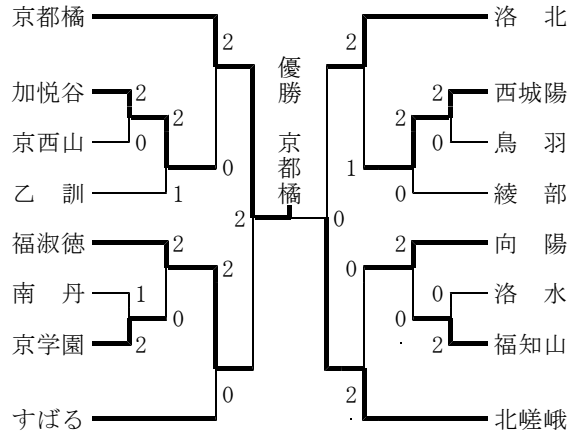 京都橘
2
加悦谷 2
2
京西山 0
0
乙 訓 1
2
福淑徳 2
2
南 丹 1
0
京学園 2
0
すばる
優勝 京都橘
2 洛 北
2 西城陽
2
0 鳥 羽
1
0 綾 部
0
2 向 陽
0
0 洛 水
0
2 福知山
2
北嵯峨